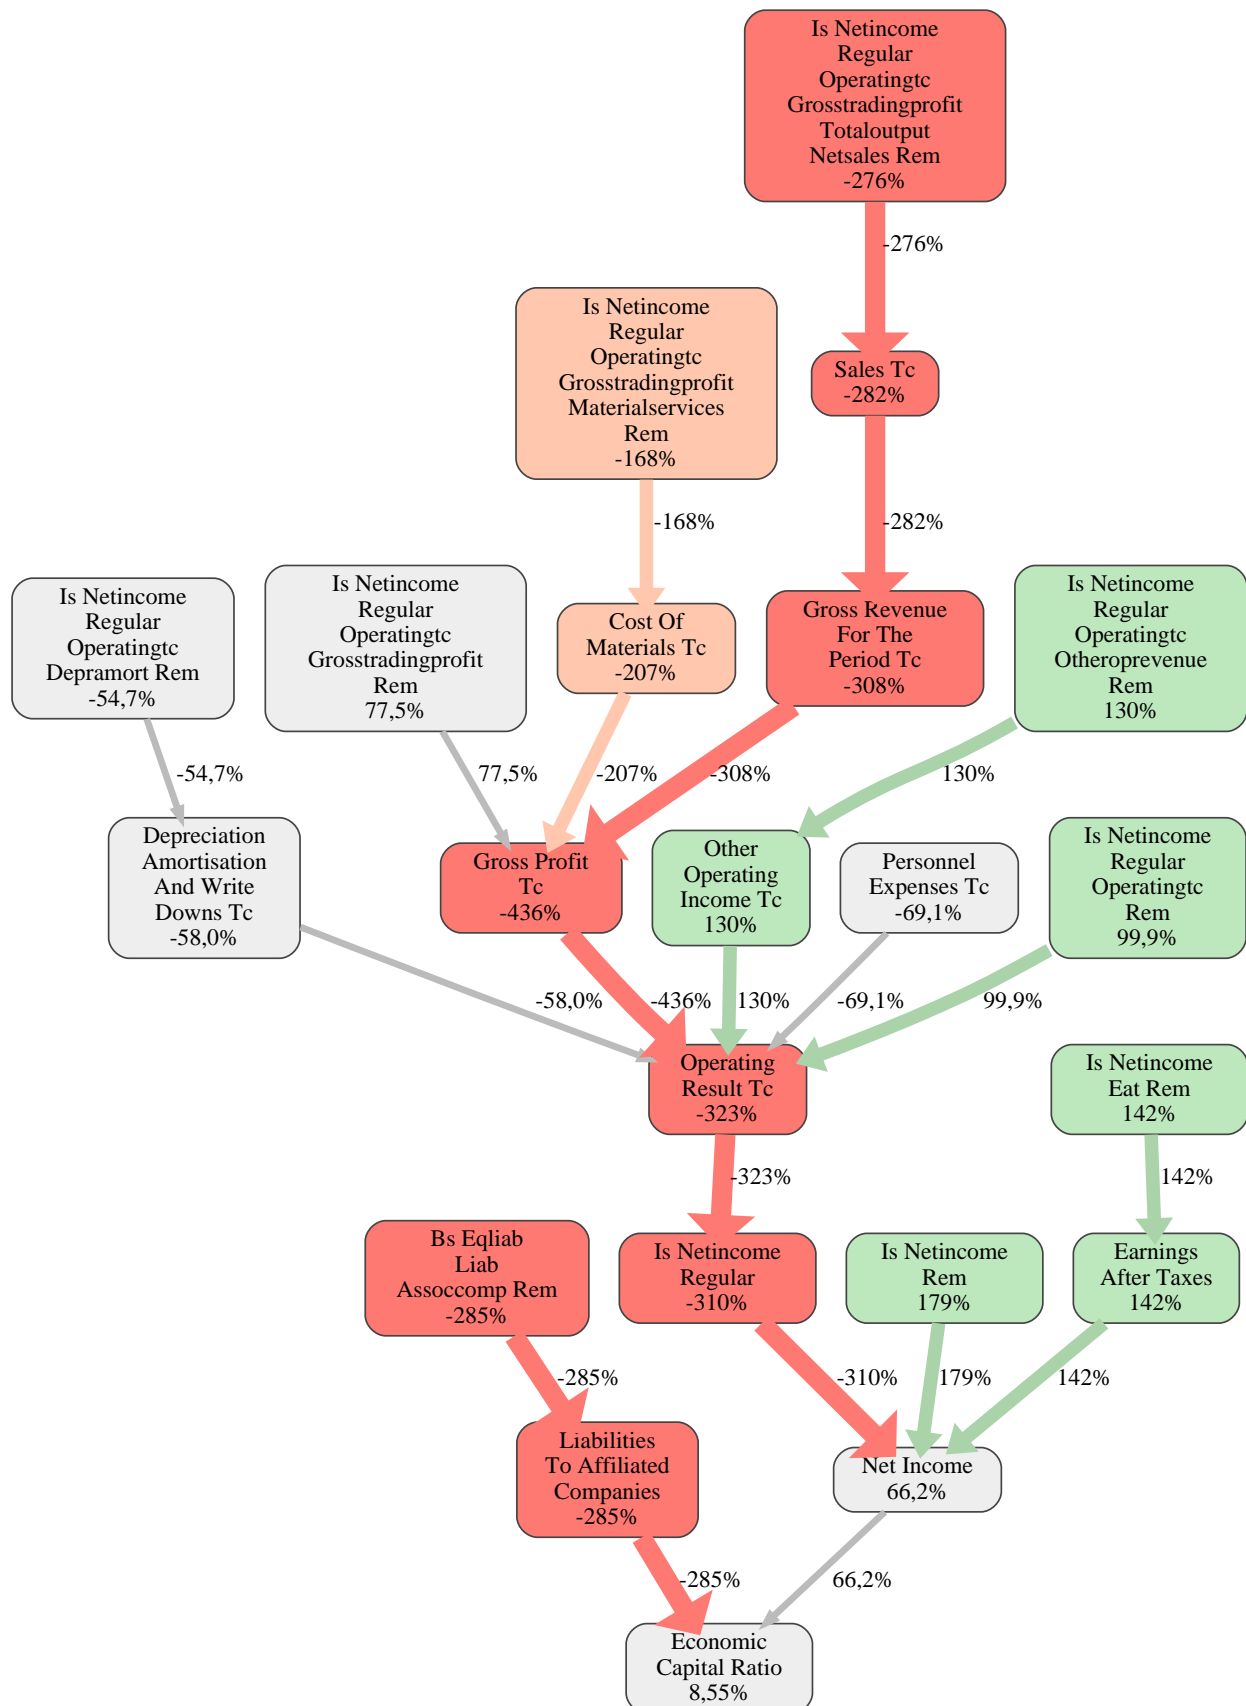 Is Netincome
Regular
Operatingtc
Grosstradingprofit
Totaloutput
Netsales Rem
-276%
-276%
Is Netincome
Regular
Operatingtc
Grosstradingprofit
Materialservices
Rem
-168%
Sales Tc
-282%
-168%
-282%
Is Netincome
Regular
Operatingtc
Depramort Rem
-54,7%
Is Netincome
Regular
Operatingtc
Grosstradingprofit
Rem
77,5%
Cost Of
Materials Tc
-207%
Gross Revenue
For The
Period Tc
-308%
Is Netincome
Regular
Operatingtc
Otheroprevenue
Rem
130%
-54,7%
77,5%
-207%
-308%
130%
Depreciation
Amortisation
And Write
Downs Tc
-58,0%
Gross Profit
Tc
-436%
Other
Operating
Income Tc
130%
Personnel
Expenses Tc
-69,1%
Is Netincome
Regular
Operatingtc
Rem
99,9%
-58,0%
-436%
130%
-69,1%
99,9%
Operating
Result Tc
-323%
Is Netincome
Eat Rem
142%
-323%
142%
Bs Eqliab
Liab
Assoccomp Rem
-285%
Is Netincome
Regular
-310%
Is Netincome
Rem
179%
Earnings
After Taxes
142%
-285%
-310%
179%
142%
Liabilities
To Affiliated
Companies
-285%
Net Income
66,2%
-285%
66,2%
Economic
Capital Ratio
8,55%